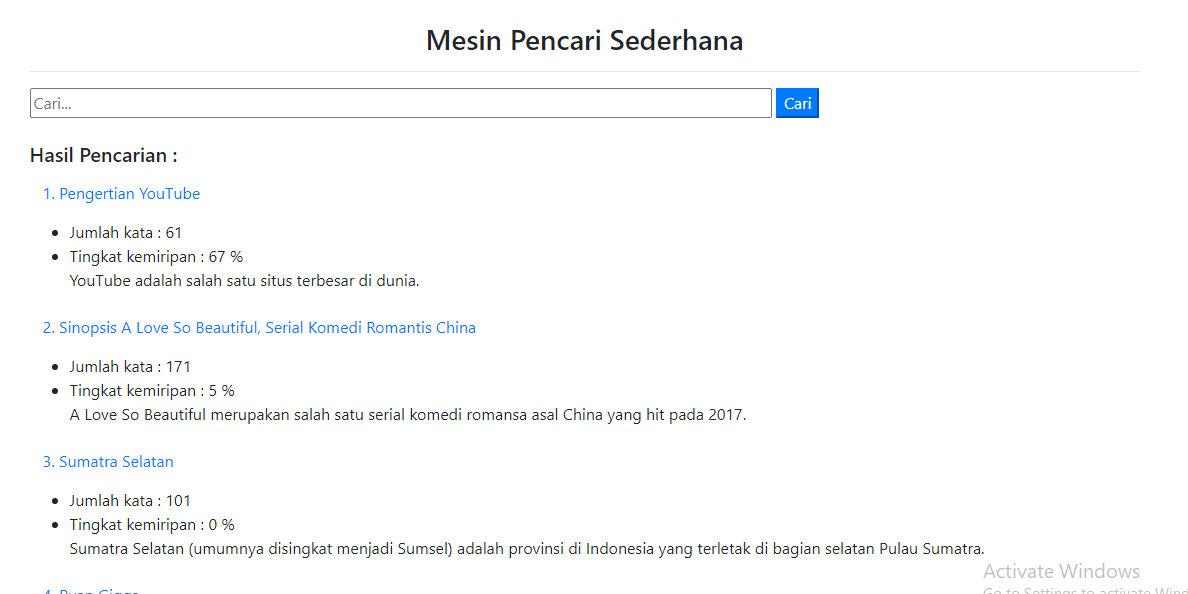 Mesin Pencari Sederhana
Cari...
Cari
Hasil Pencarian :
1. Pengertian YouTube
Jumlah kata : 61
Tingkat kemiripan : 67 %
YouTube adalah salah satu situs terbesar di dunia.
2. Sinopsis A Love So Beautiful, Serial Komedi Romantis China
Jumlah kata : 171
Tingkat kemiripan : 5 %
A Love So Beautiful merupakan salah satu serial komedi romansa asal China yang hit pada 2017.
3. Sumatra Selatan
Jumlah kata : 101
Tingkat kemiripan : 0 %
Sumatra Selatan (umumnya disingkat menjadi Sumsel) adalah provinsi di Indonesia yang terletak di bagian selatan Pulau Sumatra.
Activate Windows
Go to Settings to activate Wind
4. Ryan Giggs